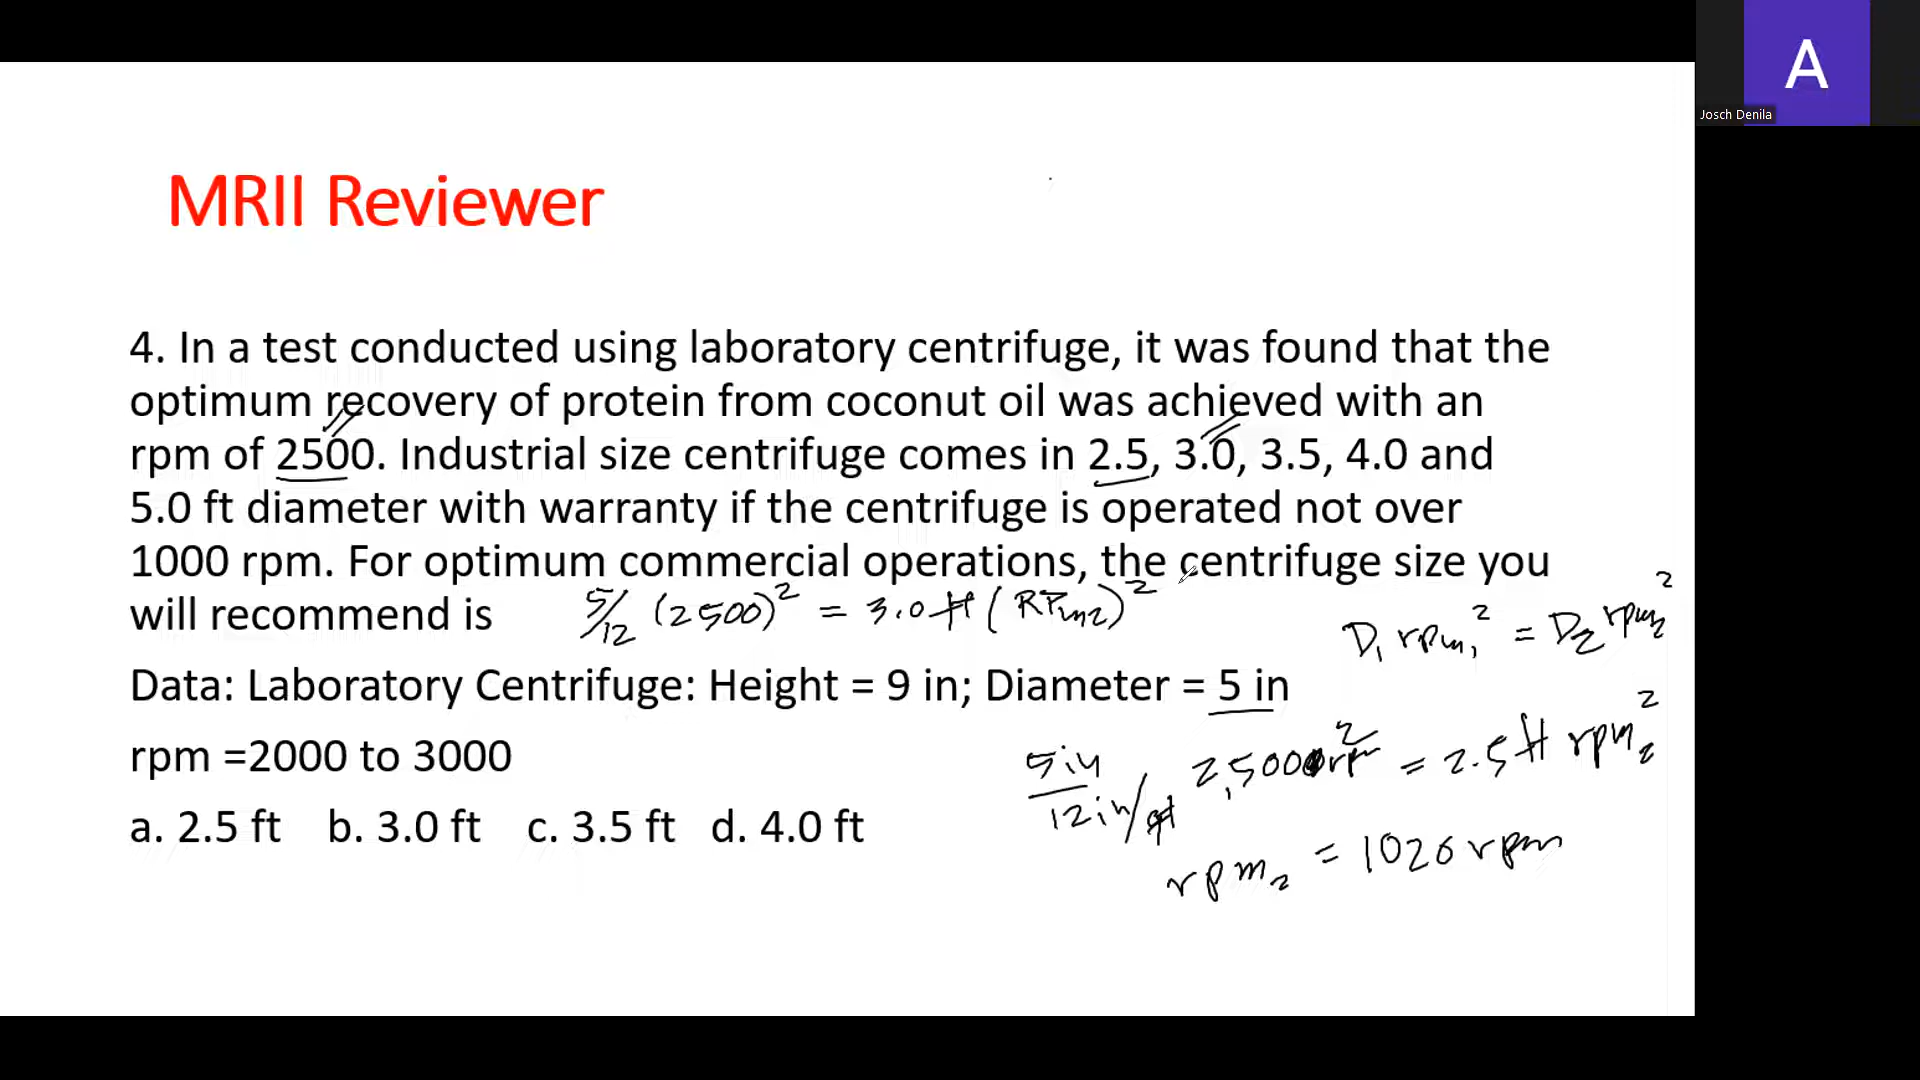 A
Josch Denila
MRII Reviewer
4. In a test conducted using laboratory centrifuge, it was found that the
optimum recovery of protein from coconut oil was achieved with an
rpm of 2500. Industrial size centrifuge comes in 2.5, 3.0, 3.5, 4.0 and
5.0 ft diameter with warranty if the centrifuge is operated not over
1000 rpm. For optimum commercial operations, the centrifuge size you
will recommend is
5/12 (2500)² = 3.0 ft (RPm2)²
D₁ rpm₁² = D₂ rpm₂²
Data: Laboratory Centrifuge: Height = 9 in; Diameter = 5 in
5in/12in/ft 2,500 rpm² = 2.5 ft rpm₂²
rpm =2000 to 3000
a. 2.5 ft b. 3.0 ft c. 3.5 ft d. 4.0 ft
rpm₂ = 1020 rpm